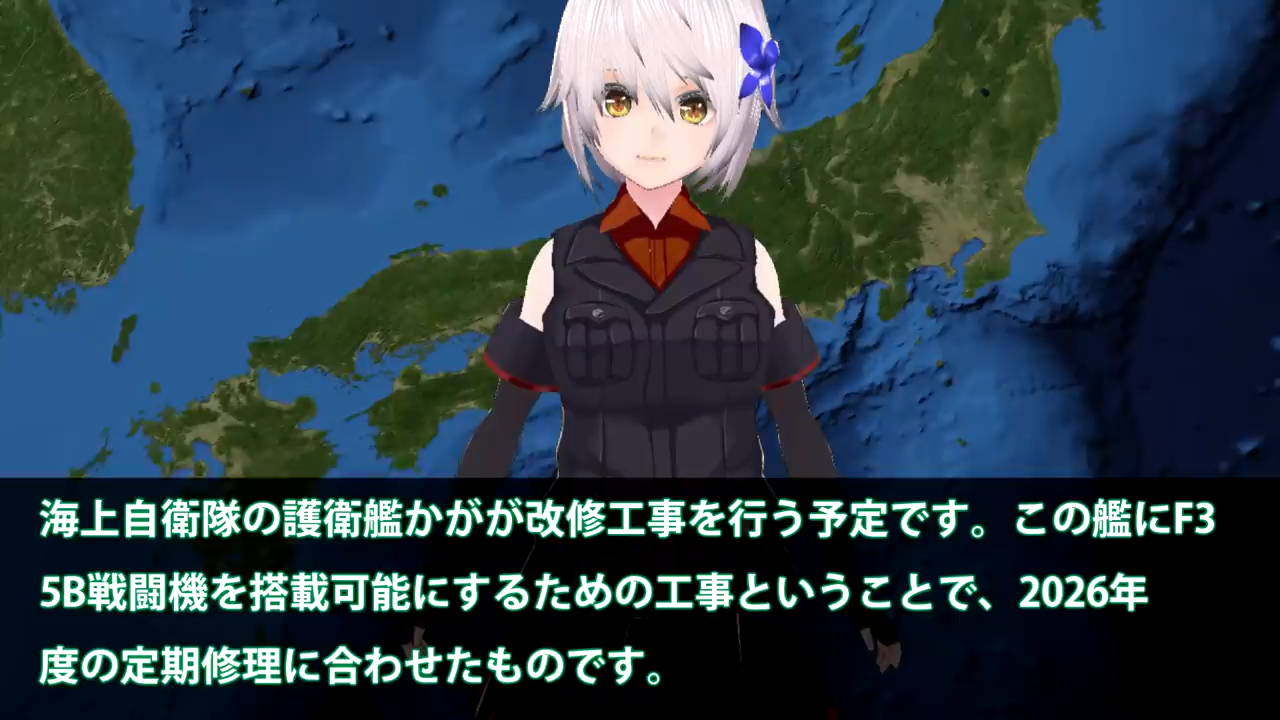 海上自衛隊の護衛艦かがが改修工事を行う予定です。この艦にF3
5B戦闘機を搭載可能にするための工事ということで、2026年
度の定期修理に合わせたものです。